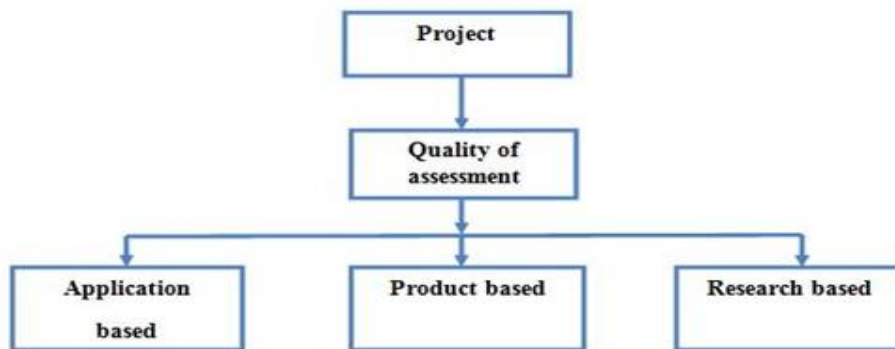 Project
Quality of
assessment
Application
based
Product based
Research based